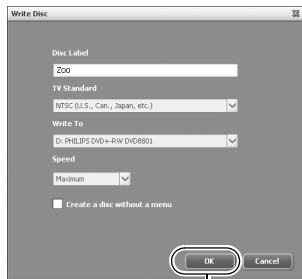 Write Disc
Disc Label
Zoo
TV Standard
NTSC (U.S., Can., Japan, etc.)
Write To
D: PHILIPS DVD+-RW DVD8801
Speed
Maximum
Create a disc without a menu
OK Cancel